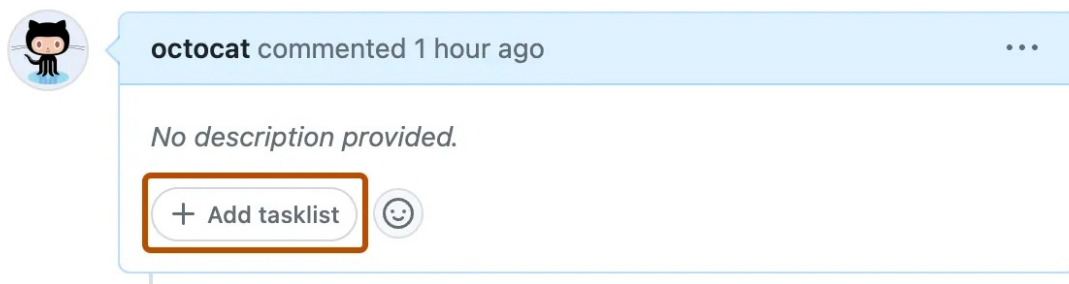 octocat commented 1 hour ago
No description provided.
Add tasklist